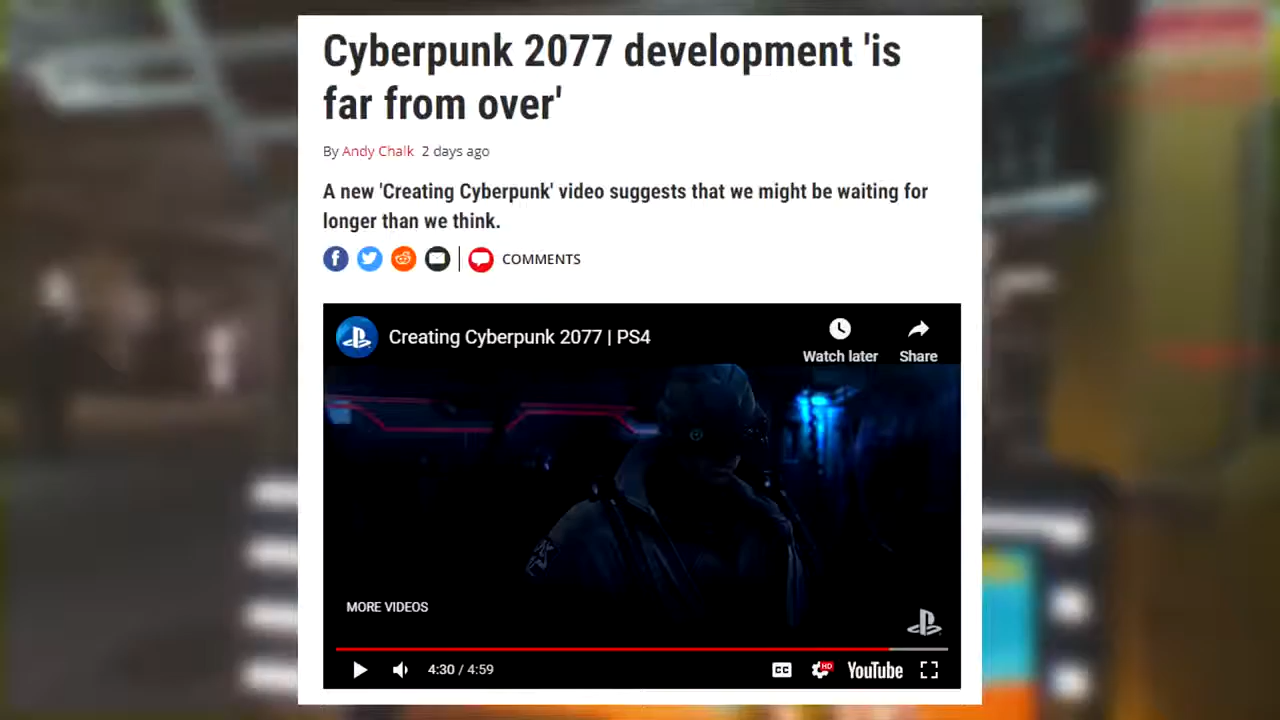 Cyberpunk 2077 development 'is
far from over'
By Andy Chalk 2 days ago
A new 'Creating Cyberpunk' video suggests that we might be waiting for
longer than we think.
COMMENTS
Creating Cyberpunk 2077 | PS4
Watch later
Share
MORE VIDEOS
4:30 / 4:59
CC
HD
YouTube